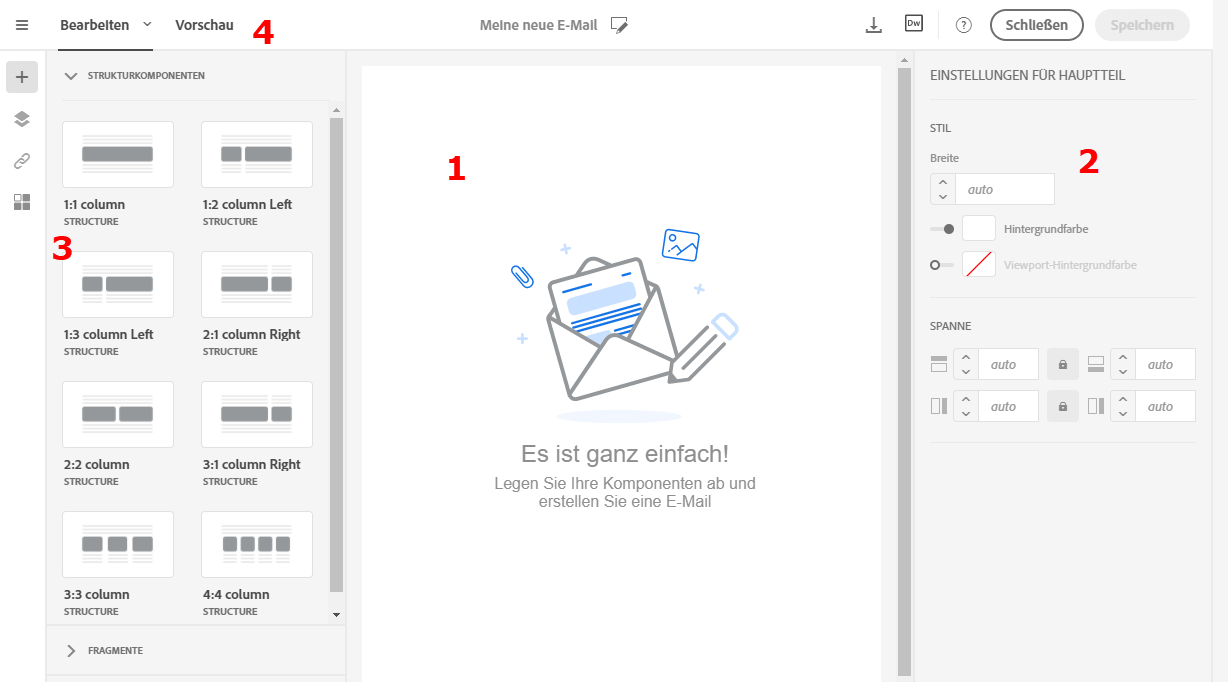 Bearbeiten
Vorschau
4
Meine neue E-Mail
Dw
?
Schließen
Speichern
STRUKTURKOMPONENTEN
1:1 column
STRUCTURE
1:2 column Left
STRUCTURE
3
1:3 column Left
STRUCTURE
2:1 column Right
STRUCTURE
2:2 column
STRUCTURE
3:1 column Right
STRUCTURE
3:3 column
STRUCTURE
4:4 column
STRUCTURE
FRAGMENTE
1
Es ist ganz einfach!
Legen Sie Ihre Komponenten ab und
erstellen Sie eine E-Mail
EINSTELLUNGEN FÜR HAUPTTEIL
STIL
Breite
2
auto
Hintergrundfarbe
Viewport-Hintergrundfarbe
SPANNE
auto auto
auto auto